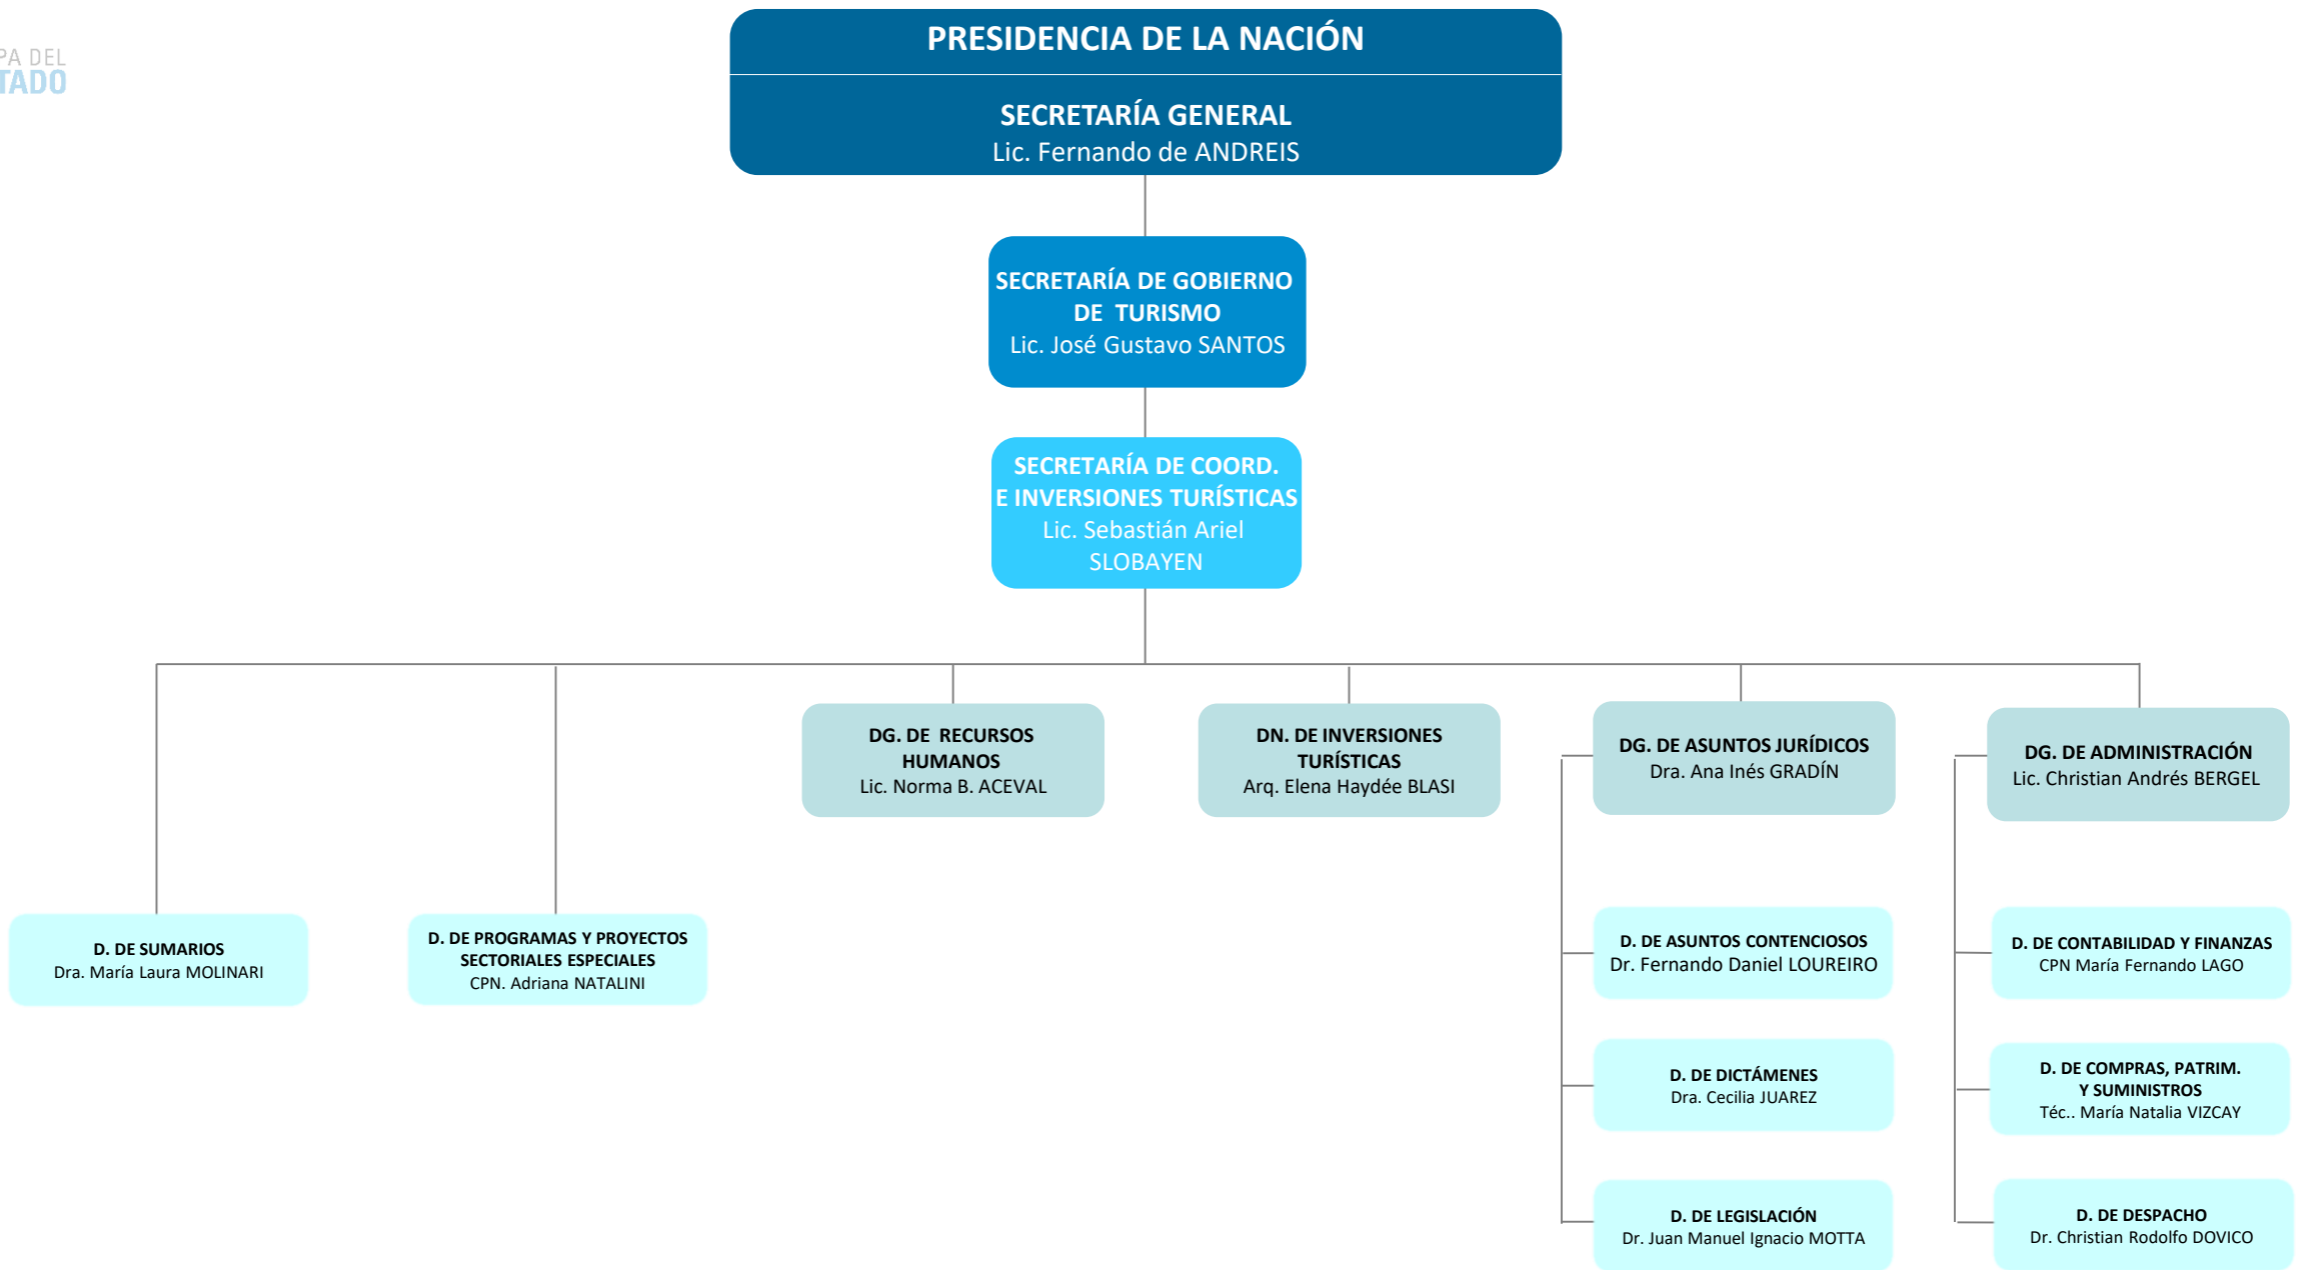 PA DEL
TADO
PRESIDENCIA DE LA NACIÓN
SECRETARÍA GENERAL
Lic. Fernando de ANDREIS
SECRETARÍA DE GOBIERNO
DE TURISMO
Lic. José Gustavo SANTOS
SECRETARÍA DE COORD.
E INVERSIONES TURÍSTICAS
Lic. Sebastián Ariel
SLOBAYEN
DG. DE RECURSOS
HUMANOS
Lic. Norma B. ACEVAL
DN. DE INVERSIONES
TURÍSTICAS
Arq. Elena Haydée BLASI
DG. DE ASUNTOS JURÍDICOS
Dra. Ana Inés GRADÍN
DG. DE ADMINISTRACIÓN
Lic. Christian Andrés BERGEL
D. DE SUMARIOS
Dra. María Laura MOLINARI
D. DE PROGRAMAS Y PROYECTOS
SECTORIALES ESPECIALES
CPN. Adriana NATALINI
D. DE ASUNTOS CONTENCIOSOS
Dr. Fernando Daniel LOUREIRO
D. DE CONTABILIDAD Y FINANZAS
CPN María Fernando LAGO
D. DE DICTÁMENES
Dra. Cecilia JUAREZ
D. DE COMPRAS, PATRIM.
Y SUMINISTROS
Téc.. María Natalia VIZCAY
D. DE LEGISLACIÓN
Dr. Juan Manuel Ignacio MOTTA
D. DE DESPACHO
Dr. Christian Rodolfo DOVICO